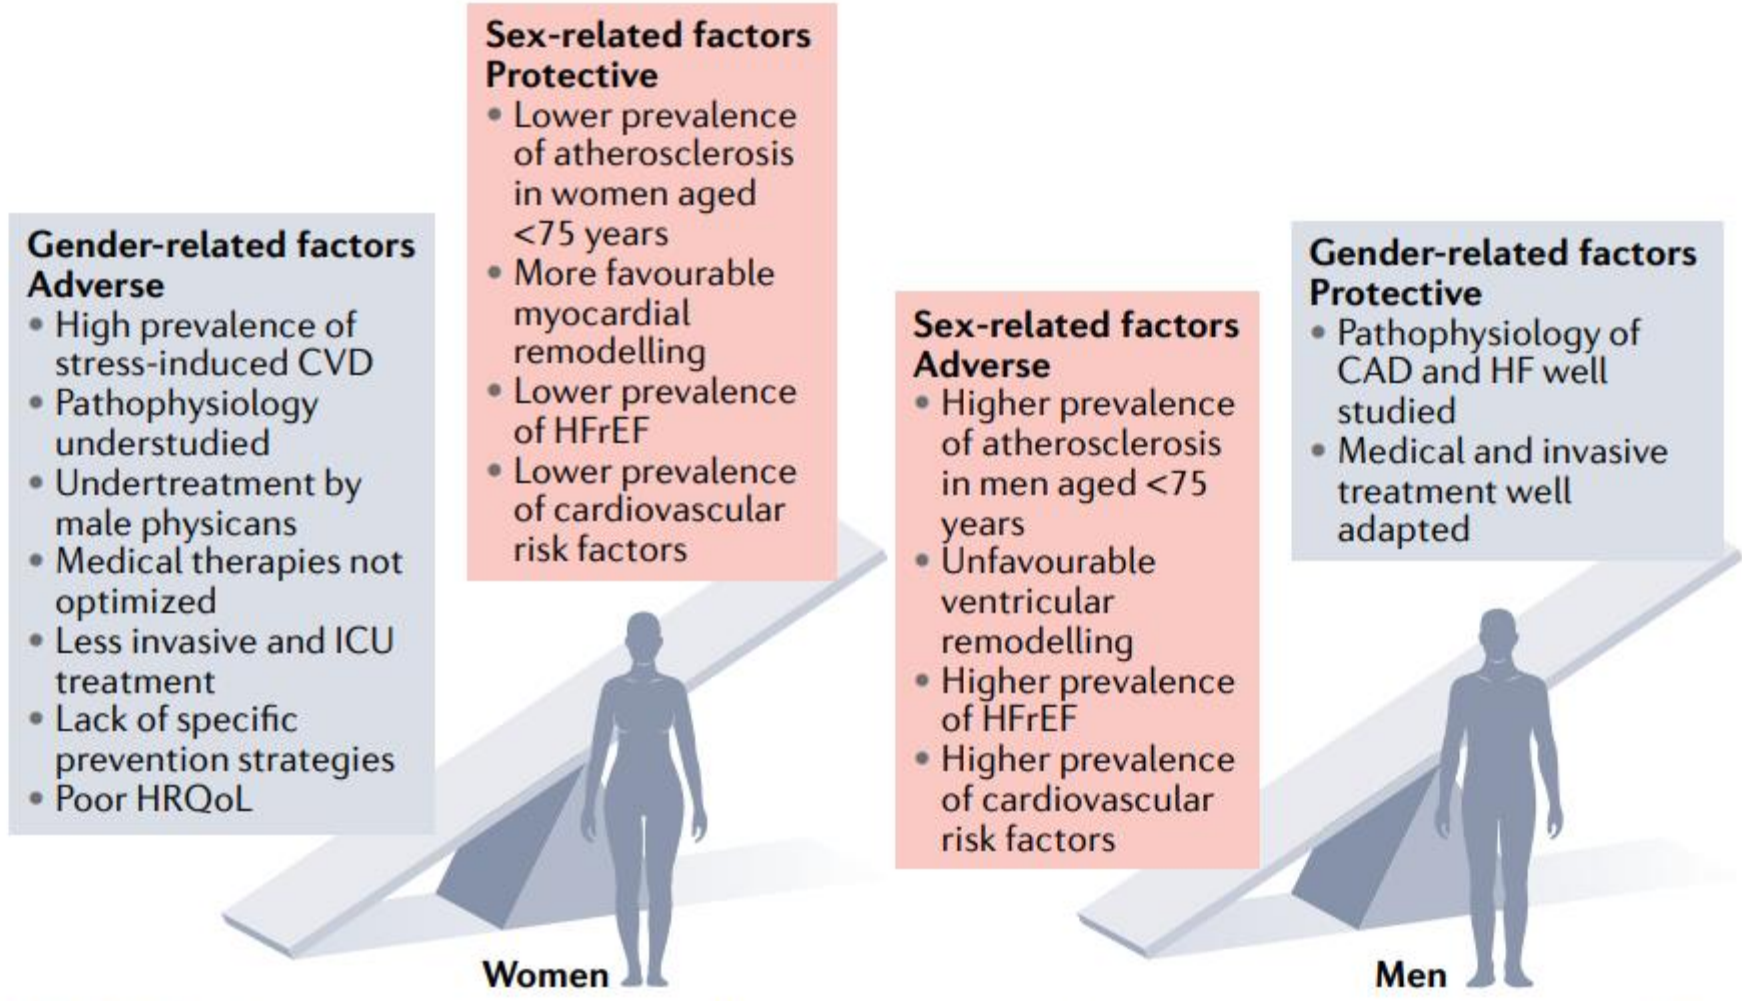 Gender-related factors
Adverse
• High prevalence of
stress-induced CVD
• Pathophysiology
understudied
• Undertreatment by
male physicans
• Medical therapies not
optimized
• Less invasive and ICU
treatment
• Lack of specific
prevention strategies
• Poor HRQoL
Sex-related factors
Protective
• Lower prevalence
of atherosclerosis
in women aged
<75 years
• More favourable
myocardial
remodelling
• Lower prevalence
of HFrEF
• Lower prevalence
of cardiovascular
risk factors
Women
Sex-related factors
Adverse
• Higher prevalence
of atherosclerosis
in men aged <75
years
• Unfavourable
ventricular
remodelling
• Higher prevalence
of HFrEF
• Higher prevalence
of cardiovascular
risk factors
Gender-related factors
Protective
• Pathophysiology of
CAD and HF well
studied
• Medical and invasive
treatment well
adapted
Men